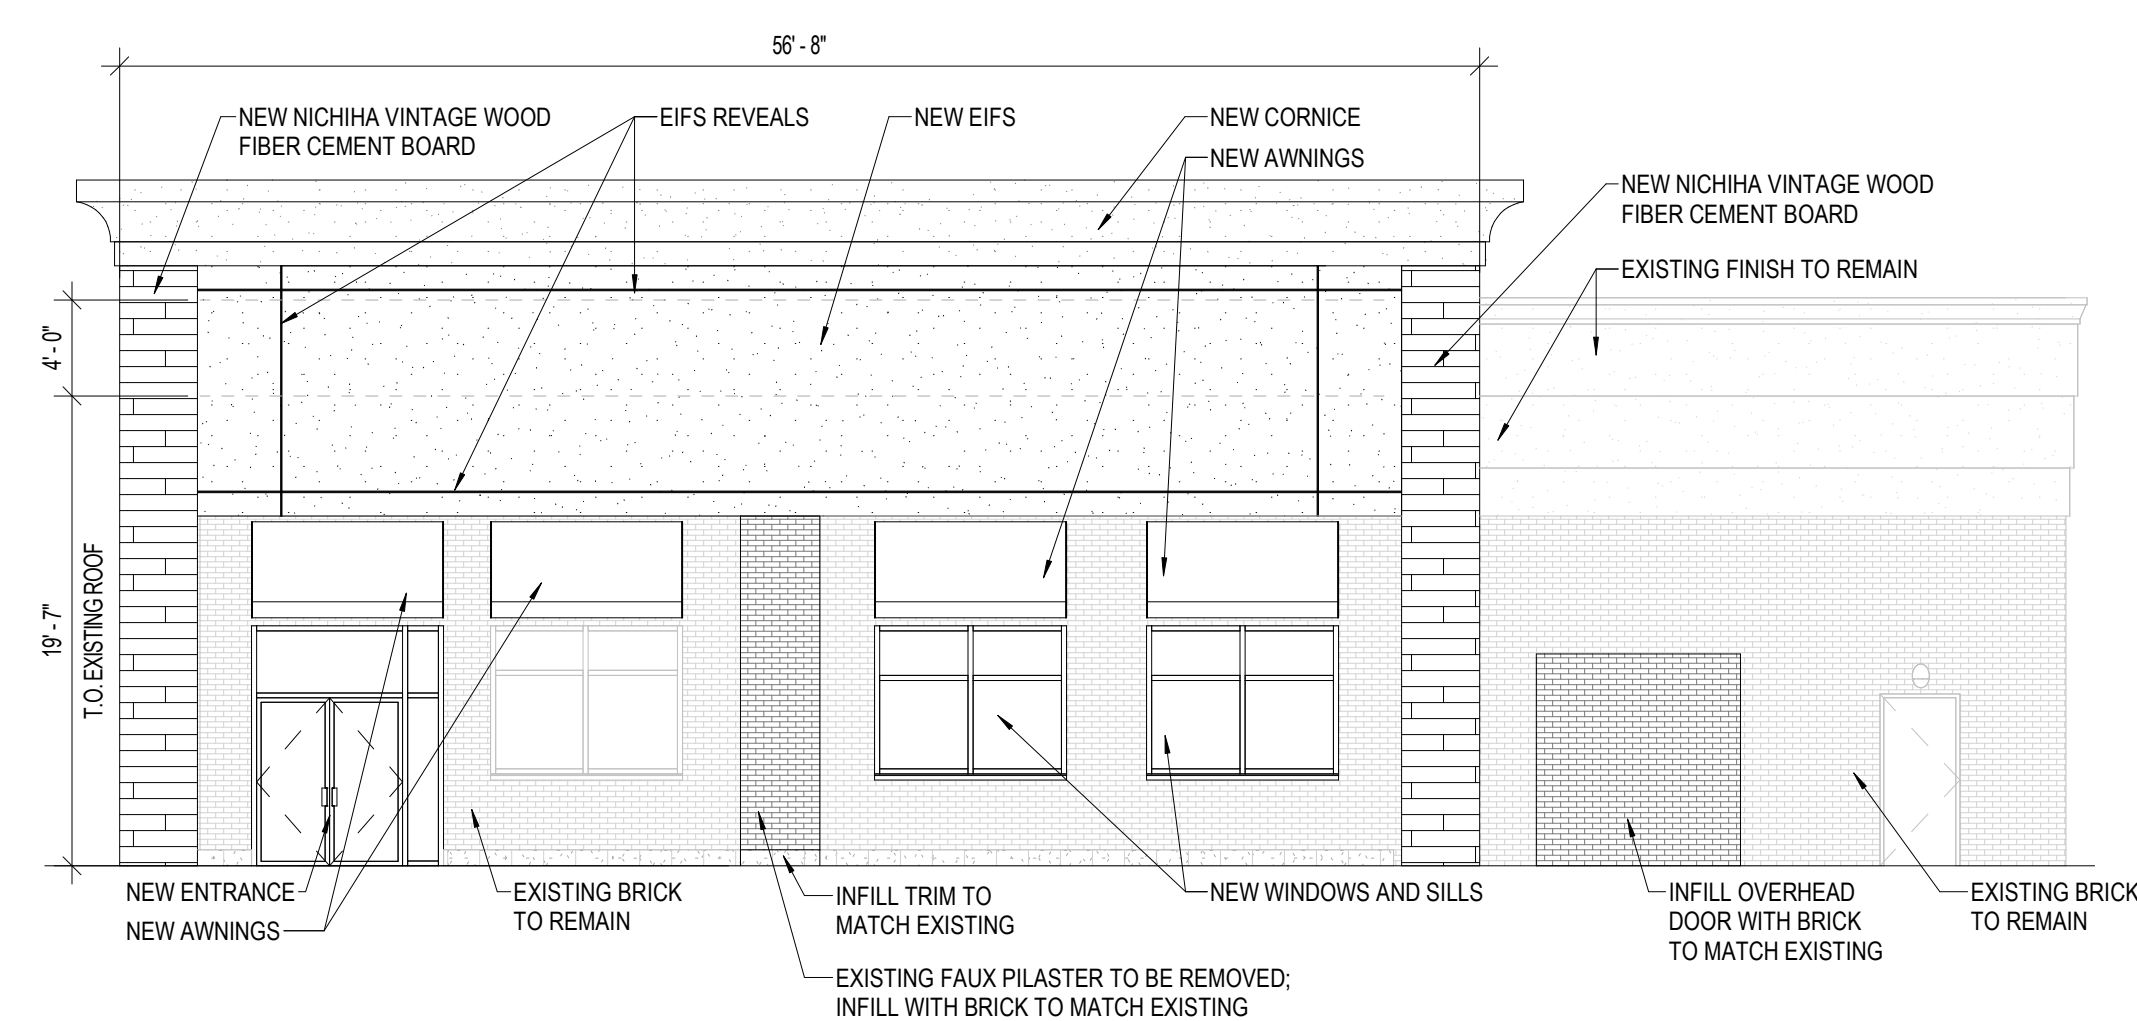 56' - 8"
NEW NICHIHA VINTAGE WOOD
FIBER CEMENT BOARD
EIFS REVEALS
NEW EIFS
NEW CORNICE
NEW AWNINGS
NEW NICHIHA VINTAGE WOOD
FIBER CEMENT BOARD
EXISTING FINISH TO REMAIN
4' - 0"
19' - 7"
T.O. EXISTING ROOF
NEW ENTRANCE
NEW AWNINGS
EXISTING BRICK
TO REMAIN
INFILL TRIM TO
MATCH EXISTING
EXISTING FAUX PILASTER TO BE REMOVED;
INFILL WITH BRICK TO MATCH EXISTING
NEW WINDOWS AND SILLS
INFILL OVERHEAD
DOOR WITH BRICK
TO MATCH EXISTING
EXISTING BRICK
TO REMAIN